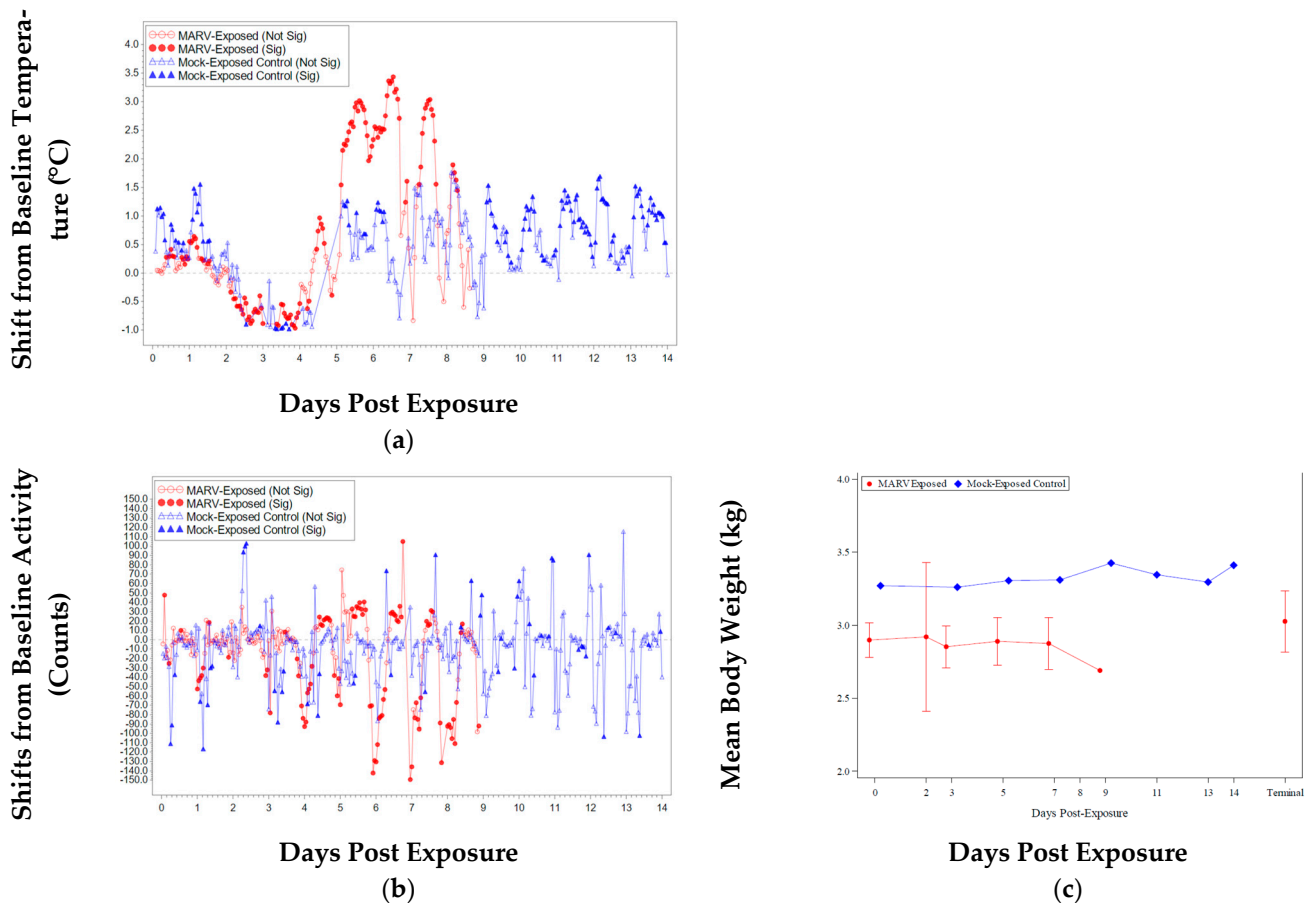 Shift from Baseline Tempera-
ture (°C)
MARV-Exposed (Not Sig)
MARV-Exposed (Sig)
Mock-Exposed Control (Not Sig)
Mock-Exposed Control (Sig)
4.0
3.5
3.0
2.5
2.0
1.5
1.0
0.5
0.0
-0.5
-1.0
0 1 2 3 4 5 6 7 8 9 10 11 12 13 14
Days Post Exposure
(a)
Shifts from Baseline Activity
(Counts)
MARV-Exposed (Not Sig)
MARV-Exposed (Sig)
Mock-Exposed Control (Not Sig)
Mock-Exposed Control (Sig)
150.0
140.0
130.0
120.0
110.0
100.0
90.0
80.0
70.0
60.0
50.0
40.0
30.0
20.0
10.0
0.0
-10.0
-20.0
-30.0
-40.0
-50.0
-60.0
-70.0
-80.0
-90.0
-100.0
-110.0
-120.0
-130.0
-140.0
-150.0
0 1 2 3 4 5 6 7 8 9 10 11 12 13 14
Days Post Exposure
(b)
Mean Body Weight (kg)
MARV Exposed Mock-Exposed Control
4.0
3.5
3.0
2.5
2.0
0 2 3 5 7 8 9 11 13 14 Terminal
Days Post-Exposure
Days Post Exposure
(c)